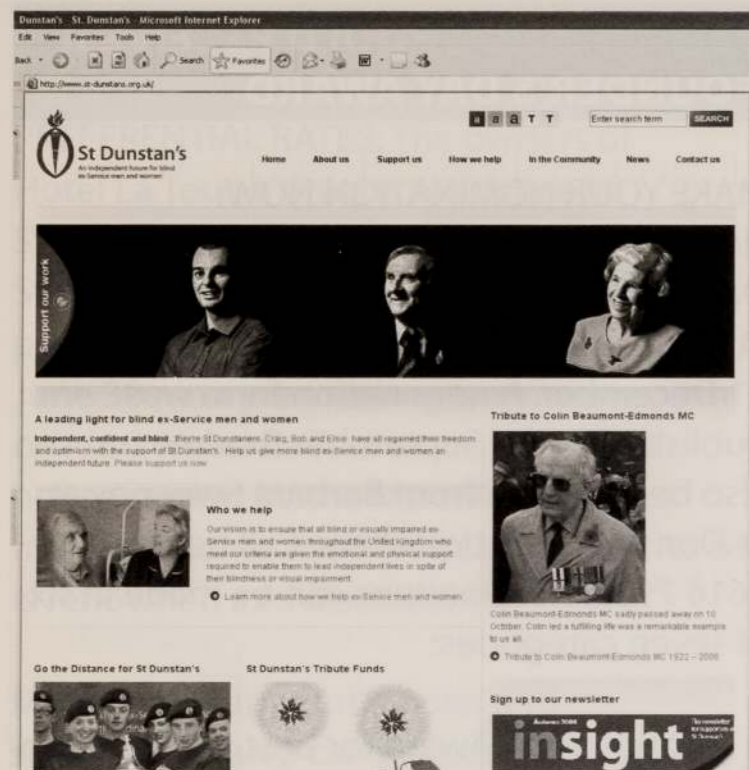 Dunstan's - St. Dunstan's - Microsoft Internet Explorer
Edit View Favorites Tools Help
Back Search Favorites
http://www.st-dunstans.org.uk/
a a a T T Enter search term SEARCH
St Dunstan's
An independent future for blind
ex-Service men and women
Home About us Support us How we help In the Community News Contact us
Support our work
A leading light for blind ex-Service men and women
Independent, confident and blind. They're St Dunstaners. Craig, Bob and Elsie have all regained their freedom
and optimism with the support of St Dunstan's. Help us give more blind ex-Service men and women an
independent future. Please support us now
Who we help
Our vision is to ensure that all blind or visually impaired ex-
Service men and women throughout the United Kingdom who
meet our criteria are given the emotional and physical support
required to enable them to lead independent lives in spite of
their blindness or visual impairment.
Learn more about how we help ex-Service men and women
Tribute to Colin Beaumont-Edmonds MC
Colin Beaumont-Edmonds MC sadly passed away on 10
October. Colin led a fulfilling life was a remarkable example
to us all.
Tribute to Colin Beaumont-Edmonds MC 1922 – 2008
Go the Distance for St Dunstan's
St Dunstan's Tribute Funds
Sign up to our newsletter
Autumn 2008
insight
The newsletter
for supporters of
St Dunstan's